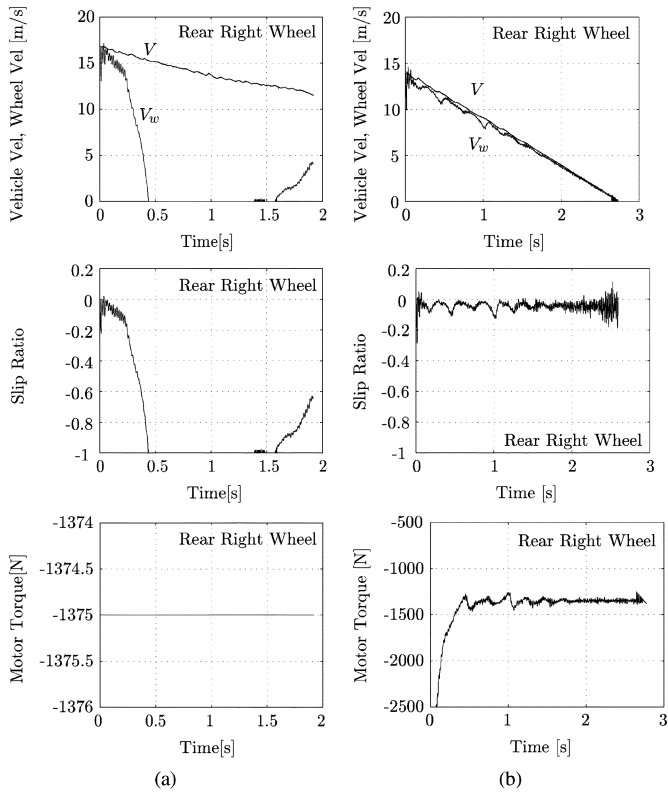 Vehicle Vel, Wheel Vel [m/s]
20
15
10
5
0
Rear Right Wheel
V
Vw
0 0.5 1 1.5 2
Time[s]
Vehicle Vel, Wheel Vel [m/s]
20
15
10
5
0
Rear Right Wheel
V
Vw
0 1 2 3
Time [s]
Slip Ratio
0.2
0
-0.2
-0.4
-0.6
-0.8
-1
Rear Right Wheel
0 0.5 1 1.5 2
Time[s]
Slip Ratio
0.2
0
-0.2
-0.4
-0.6
-0.8
-1
Rear Right Wheel
0 1 2 3
Time [s]
Motor Torque[N]
-1374
-1374.5
-1375
-1375.5
-1376
Rear Right Wheel
0 0.5 1 1.5 2
Time[s]
(a)
Motor Torque [N]
-500
-1000
-1500
-2000
-2500
Rear Right Wheel
0 1 2 3
Time [s]
(b)